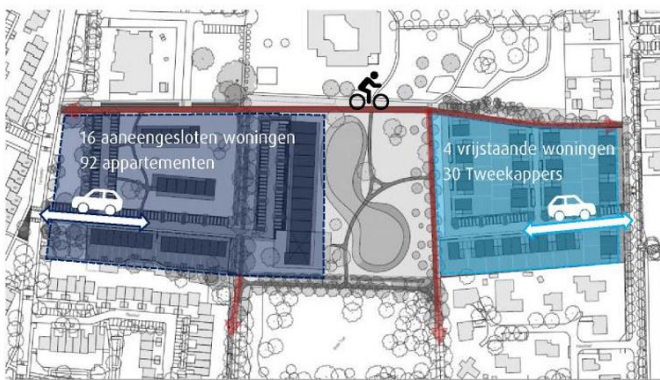 16 aaneengesloten woningen
92 appartementen
4 vrijstaande woningen
30 Tweekappers